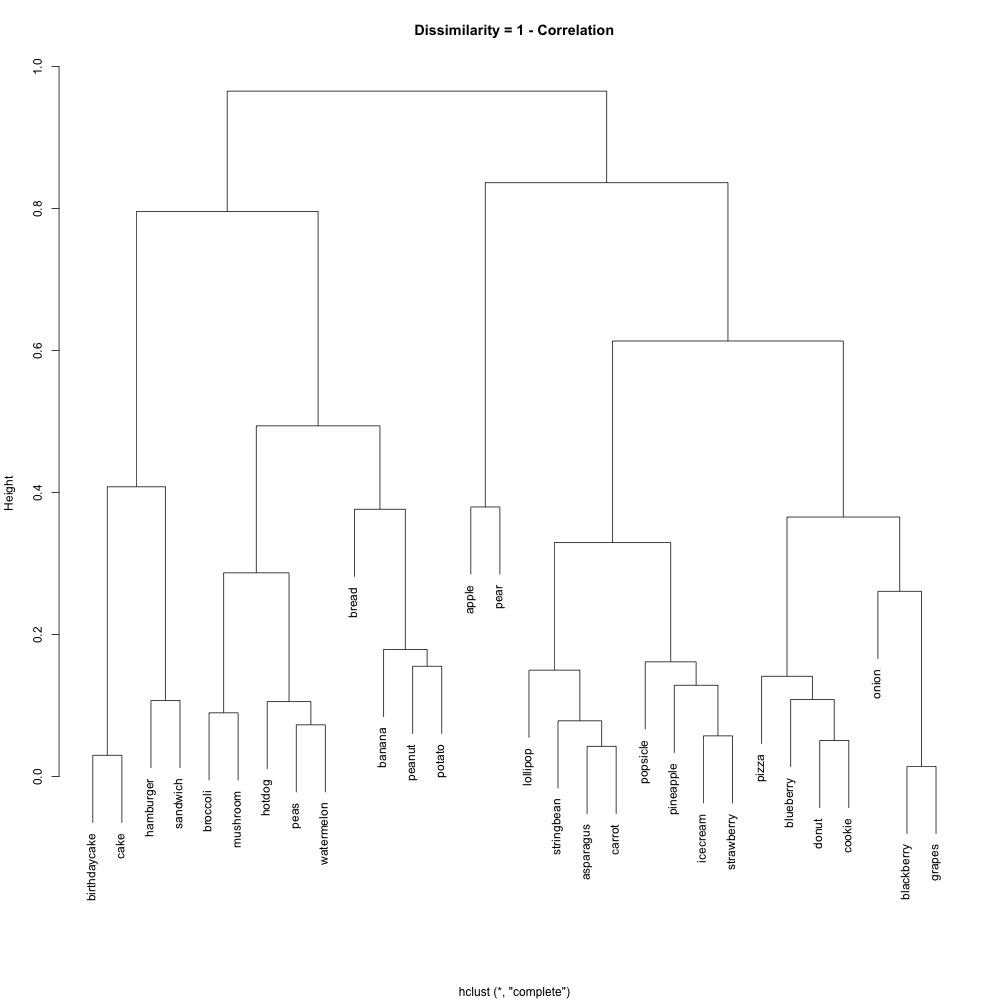 Dissimilarity = 1 - Correlation
Height
1.0
0.8
0.6
0.4
0.2
0.0
birthdaycake
cake
hamburger
sandwich
broccoli
mushroom
hotdog
peas
watermelon
bread
banana
peanut
potato
apple
pear
lollipop
stringbean
asparagus
carrot
popsicle
pineapple
icecream
strawberry
pizza
blueberry
donut
cookie
onion
blackberry
grapes
hclust (*, "complete")